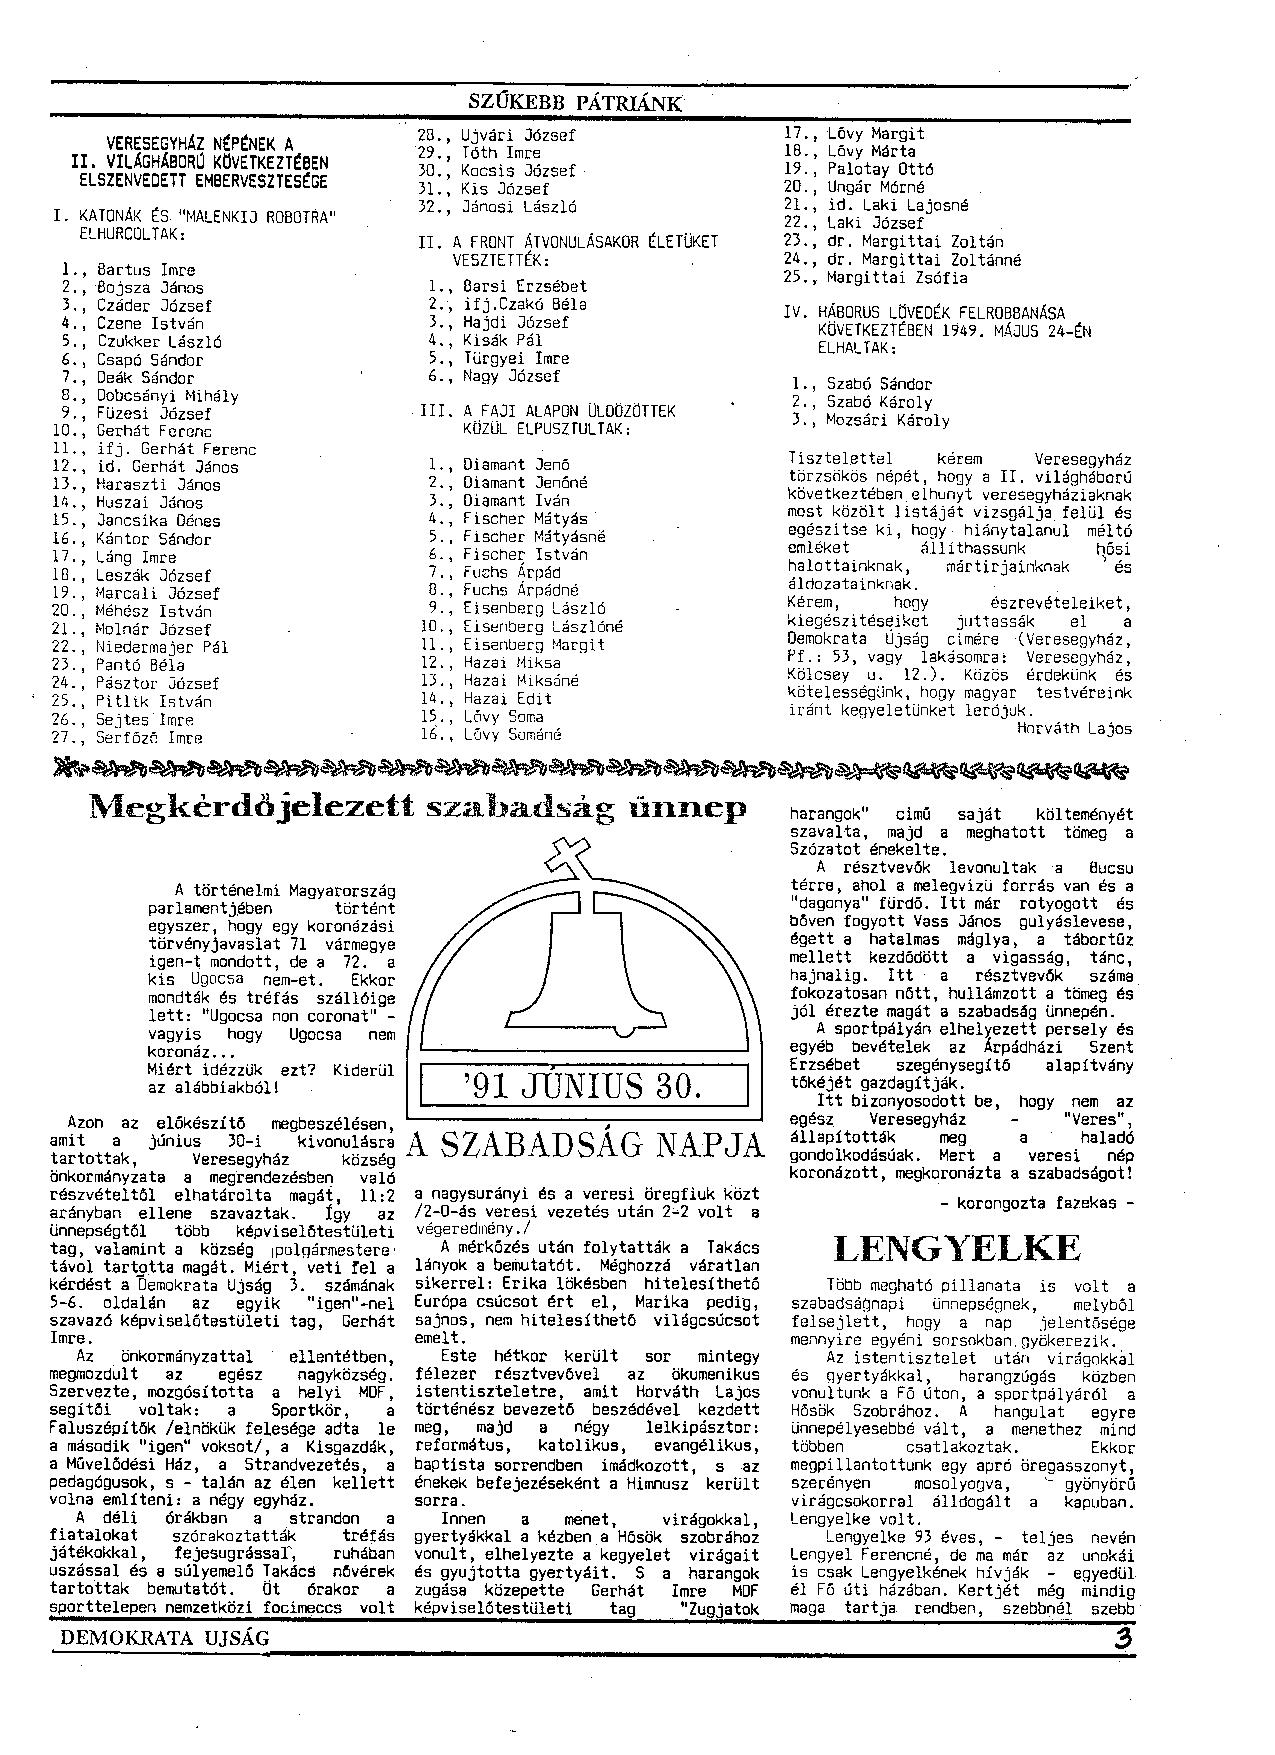 SZŰKEBB PÁTRIÁNK
VERESEGYHÁZ NÉPÉNEK A
II. VILÁGHÁBORÚ KÖVETKEZTÉBEN
ELSZENVEDETT EMBERVESZTESÉGE
I. KATONÁK ÉS "MALENKIJ ROBOTRA"
ELHURCOLTAK:
1., Bartus Imre
2., Bojsza János
3., Czáder József
4., Czene István
5., Czukker László
6., Csapó Sándor
7., Deák Sándor
8., Dobcsányi Mihály
9., Füzesi József
10., Gerhát Ferenc
11., ifj. Gerhát Ferenc
12., id. Gerhát János
13., Haraszti János
14., Huszai János
15., Jancsika Dénes
16., Kántor Sándor
17., Láng Imre
18., Leszák József
19., Marcali József
20., Méhész István
21., Molnár József
22., Niedermajer Pál
23., Pantó Béla
24., Pásztor József
25., Pitlik István
26., Sejtes Imre
27., Serfőző Imre
28., Ujvári József
29., Tóth Imre
30., Kocsis József
31., Kis József
32., Jánosi László
II. A FRONT ÁTVONULÁSAKOR ÉLETÜKET
VESZTETTÉK:
1., Barsi Erzsébet
2., ifj.Czakó Béla
3., Hajdi József
4., Kisák Pál
5., Türgyei Imre
6., Nagy József
III. A FAJI ALAPON ÜLDÖZÖTTEK
KÖZÜL ELPUSZTULTAK:
1., Diamant Jenő
2., Diamant Jenőné
3., Diamant Iván
4., Fischer Mátyás
5., Fischer Mátyásné
6., Fischer István
7., Fuchs Árpád
8., Fuchs Árpádné
9., Eisenberg László
10., Eisenberg Lászlóné
11., Eisenberg Margit
12., Hazai Miksa
13., Hazai Miksáné
14., Hazai Edit
15., Lővy Soma
16., Lővy Sománé
17., Lővy Margit
18., Lővy Márta
19., Palotay Ottó
20., Ungár Mórné
21., id. Laki Lajosné
22., Laki József
23., dr. Margittai Zoltán
24., dr. Margittai Zoltánné
25., Margittai Zsófia
IV. HÁBORUS LÖVEDÉK FELROBBANÁSA
KÖVETKEZTÉBEN 1949. MÁJUS 24-ÉN
ELHALTAK:
1., Szabó Sándor
2., Szabó Károly
3., Mozsári Károly
Tisztelettel kérem Veresegyház
törzsökös népét, hogy a II. világháború
következtében elhunyt veresegyháziaknak
most közölt listáját vizsgálja felül és
egészitse ki, hogy hiánytalanul méltó
emléket állíthassunk hősi
halottainknak, mártirjainknak és
áldozatainknak.
Kérem, hogy észrevételeiket,
kiegészitéseiket juttassák el a
Demokrata Ujság cimére (Veresegyház,
Pf.: 53, vagy lakásomra: Veresegyház,
Kölcsey u. 12.). Közös érdekünk és
kötelességünk, hogy magyar testvéreink
iránt kegyeletünket lerójuk.
Horváth Lajos
Megkérdőjelezett szabadság ünnep
A történelmi Magyarország
parlamentjében történt
egyszer, hogy egy koronázási
törvényjavaslat 71 vármegye
igen-t mondott, de a 72. a
kis Ugocsa nem-et. Ekkor
mondták és tréfás szállóige
lett: "Ugocsa non coronat" -
vagyis hogy Ugocsa nem
koronáz...
Miért idézzük ezt? Kiderül
az alábbiakból!
Azon az előkészítő megbeszélésen,
amit a június 30-i kivonulásra
tartottak, Veresegyház község
önkormányzata a megrendezésben való
részvételtől elhatárolta magát, 11:2
arányban ellene szavaztak. Így az
ünnepségtől több képviselőtestületi
tag, valamint a község polgármestere
távol tartotta magát. Miért, veti fel a
kérdést a Demokrata Ujság 3. számának
5-6. oldalán az egyik "igen"-nel
szavazó képviselőtestületi tag, Gerhát
Imre.
Az önkormányzattal ellentétben,
megmozdult az egész nagyközség.
Szervezte, mozgósította a helyi MDF,
segítői voltak: a Sportkör, a
Faluszépítők /elnökük felesége adta le
a második "igen" voksot/, a Kisgazdák,
a Művelődési Ház, a Strandvezetés, a
pedagógusok, s - talán az élen kellett
volna említeni: a négy egyház.
A déli órákban a strandon a
fiatalokat szórakoztatták tréfás
játékokkal, fejesugrással, ruhában
uszással és a súlyemelő Takács nővérek
tartottak bemutatót. Öt órakor a
sporttelepen nemzetközi focimeccs volt
'91 JÚNIUS 30.
A SZABADSÁG NAPJA
a nagysurányi és a veresi öregfiuk közt
/2-0-ás veresi vezetés után 2-2 volt a
végeredmény./
A mérkőzés után folytatták a Takács
lányok a bemutatót. Méghozzá váratlan
sikerrel: Erika lökésben hitelesíthető
Európa csúcsot ért el, Marika pedig,
sajnos, nem hitelesíthető világcsúcsot
emelt.
Este hétkor került sor mintegy
félezer résztvevővel az ökumenikus
istentiszteletre, amit Horváth Lajos
történész bevezető beszédével kezdett
meg, majd a négy lelkipásztor:
református, katolikus, evangélikus,
baptista sorrendben imádkozott, s az
énekek befejezéseként a Himnusz került
sorra.
Innen a menet, virágokkal,
gyertyákkal a kézben a Hősök szobrához
vonult, elhelyezte a kegyelet virágait
és gyujtotta gyertyáit. S a harangok
zugása közepette Gerhát Imre MDF
képviselőtestületi tag "Zugjatok
harangok" cimű saját költeményét
szavalta, majd a meghatott tömeg a
Szózatot énekelte.
A résztvevők levonultak a Bucsu
térre, ahol a melegvizü forrás van és a
"dagonya" fürdő. Itt már rotyogott és
bőven fogyott Vass János gulyáslevese,
égett a hatalmas máglya, a tábortűz
mellett kezdődött a vigasság, tánc,
hajnalig. Itt a résztvevők száma
fokozatosan nőtt, hullámzott a tömeg és
jól érezte magát a szabadság ünnepén.
A sportpályán elhelyezett persely és
egyéb bevételek az Árpádházi Szent
Erzsébet szegénysegítő alapítvány
tőkéjét gazdagítják.
Itt bizonyosodott be, hogy nem az
egész Veresegyház - "Veres",
állapították meg a haladó
gondolkodásúak. Mert a veresi nép
koronázott, megkoronázta a szabadságot!
- korongozta fazekas -
LENGYELKE
Több megható pillanata is volt a
szabadságnapi ünnepségnek, melyből
felsejlett, hogy a nap jelentősége
mennyire egyéni sorsokban gyökerezik.
Az istentisztelet után virágokkal
és gyertyákkal, harangzúgás közben
vonultunk a Fő úton, a sportpályáról a
Hősök Szobrához. A hangulat egyre
ünnepélyesebbé vált, a menethez mind
többen csatlakoztak. Ekkor
megpillantottunk egy apró öregasszonyt,
szerényen mosolyogva, - gyönyörű
virágcsokorral álldogált a kapuban.
Lengyelke volt.
Lengyelke 93 éves, - teljes nevén
Lengyel Ferencné, de ma már az unokái
is csak Lengyelkének hívják - egyedül
él Fő úti házában. Kertjét még mindig
maga tartja rendben, szebbnél szebb
DEMOKRATA UJSÁG
3